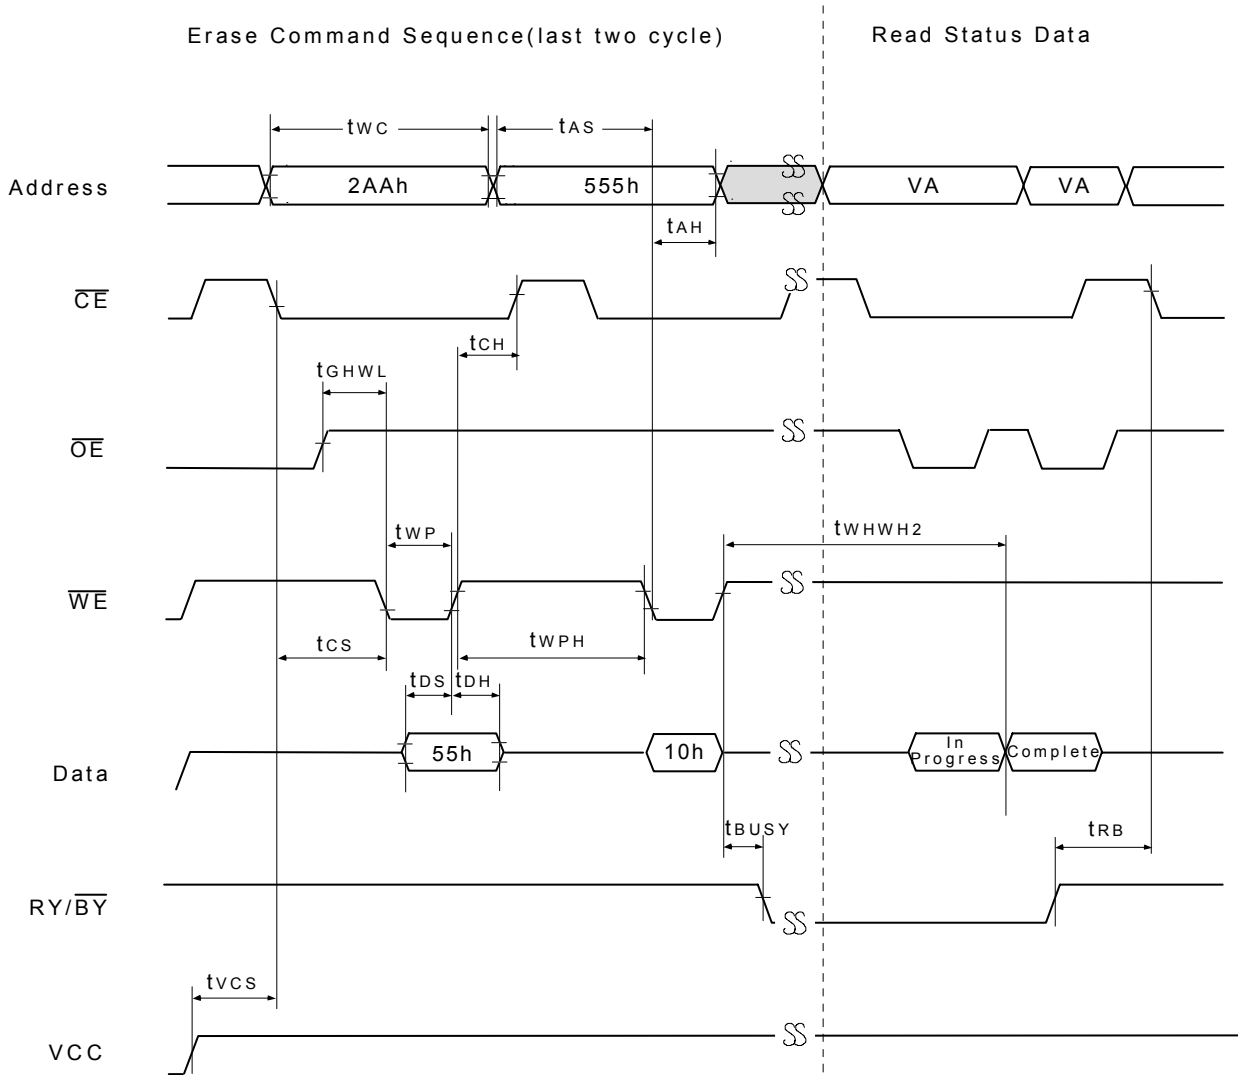 Erase Command Sequence(last two cycle) Read Status Data
tWC tAS
Address 2AAh 555h VA VA
tAH
CE
tCH
tGHWL
OE
tWP tWHWH2
WE
tCS tWPH
tDS tDH
Data 55h 10h In Progress Complete
tBUSY tRB
RY/BY
tVCS
VCC